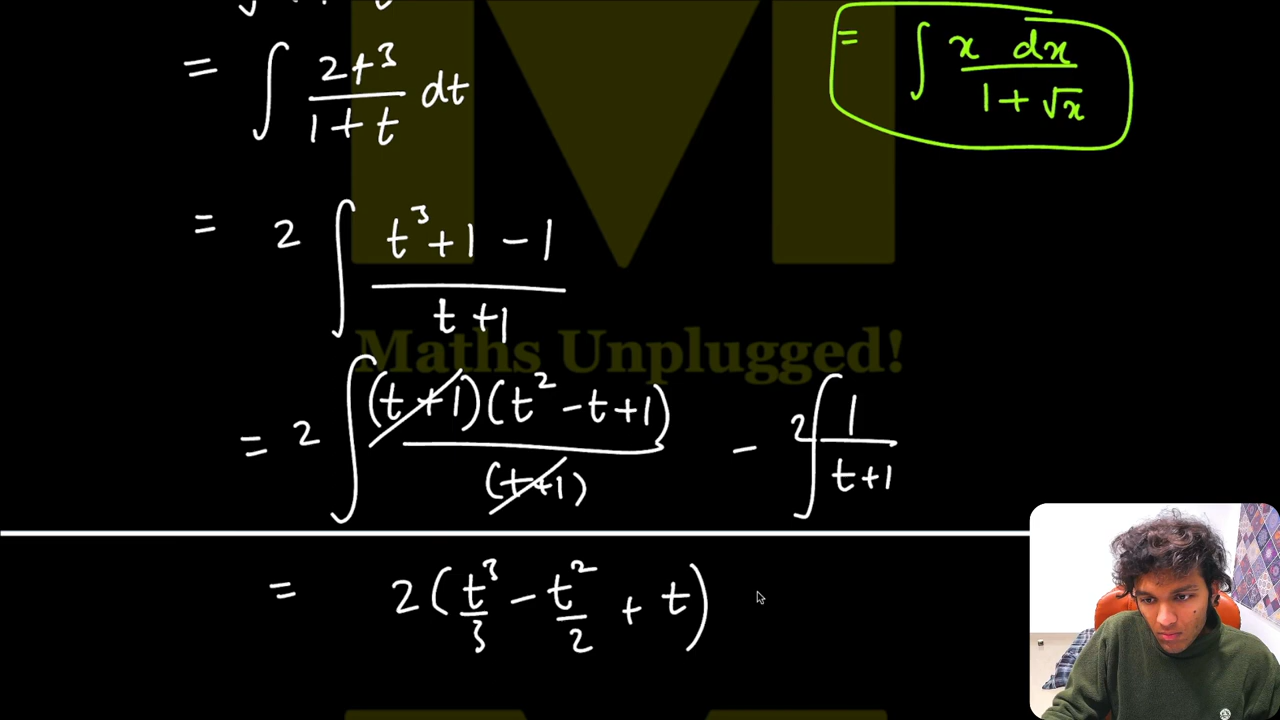 = ∫ 2t³/(1+t) dt
= ∫ x dx/(1+√x)
= 2 ∫ (t³+1-1)/(t+1)
Maths Unplugged!
= 2 ∫ (t+1)(t²-t+1)/(t+1) - 2∫ 1/(t+1)
= 2(t³/3 - t²/2 + t)